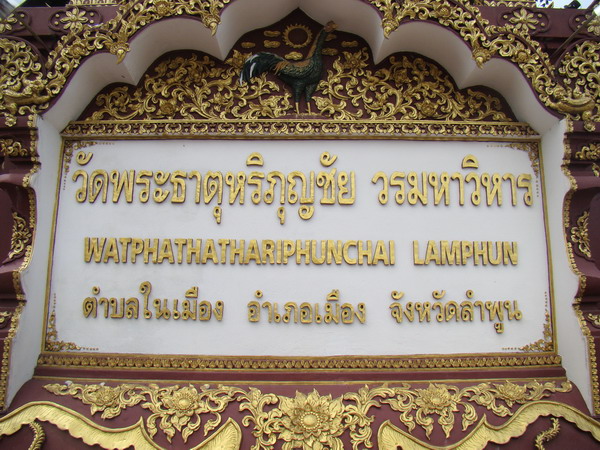 วัดพระธาตุหริภุญชัย วรมหาวิหาร
WATPHATHATHARIPHUNCHAI LAMPHUN
ตำบลในเมือง อำเภอเมือง จังหวัดลำพูน